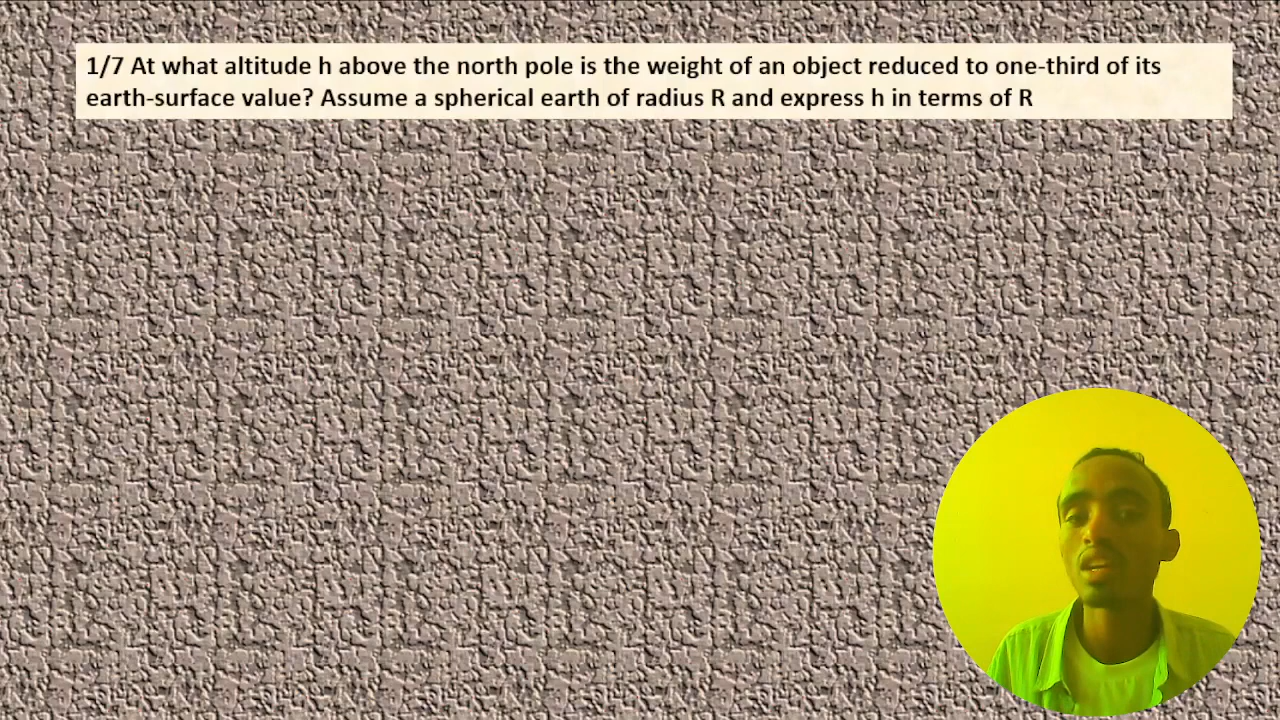 1/7 At what altitude h above the north pole is the weight of an object reduced to one-third of its
earth-surface value? Assume a spherical earth of radius R and express h in terms of R